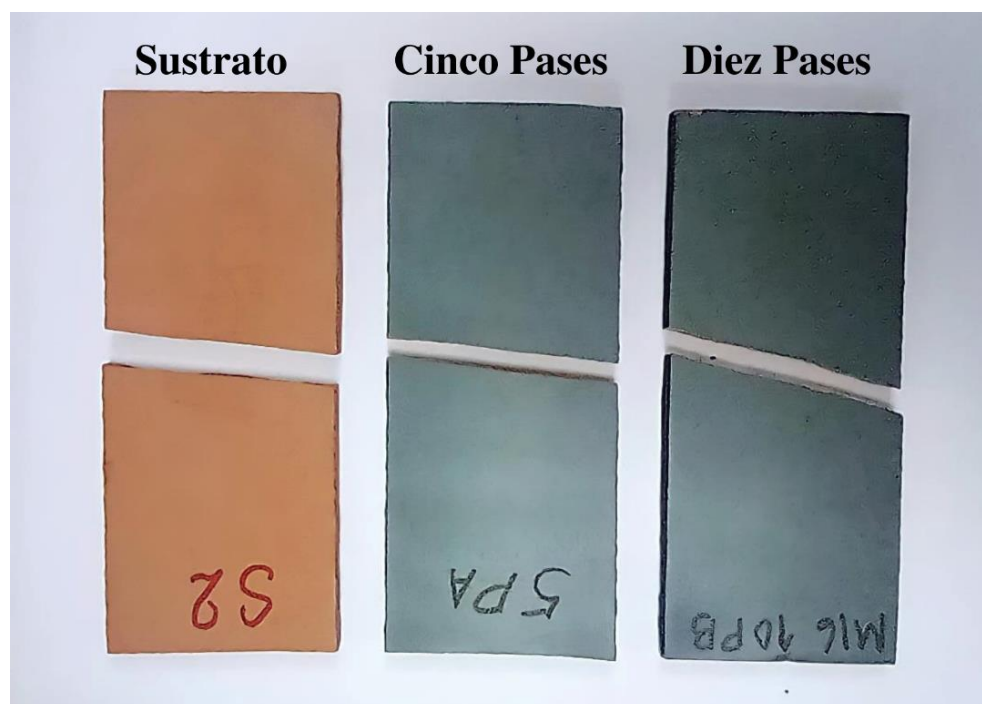 Sustrato
Cinco Pases
Diez Pases
S2
5PA
M16 10PB